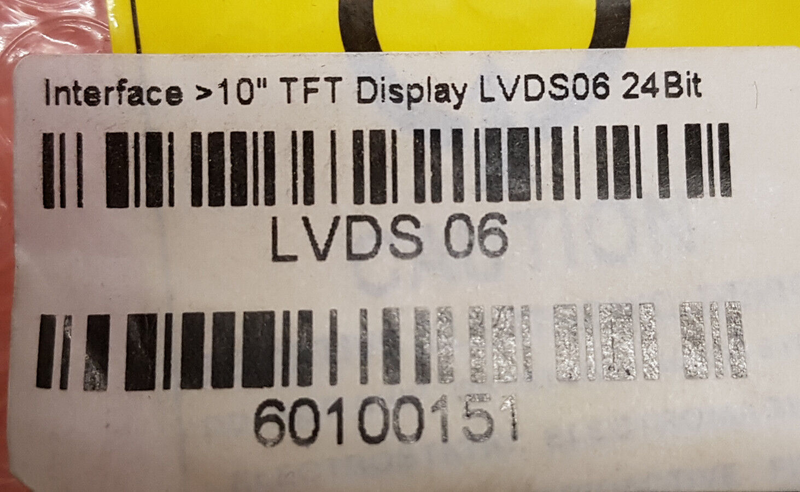 Interface >10" TFT Display LVDS06 24Bit
LVDS 06
60100151